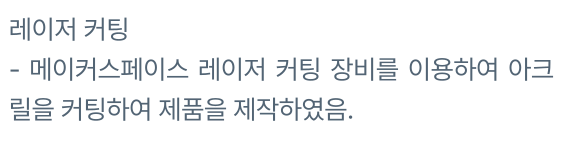 레이저 커팅
- 메이커스페이스 레이저 커팅 장비를 이용하여 아크
릴을 커팅하여 제품을 제작하였음.